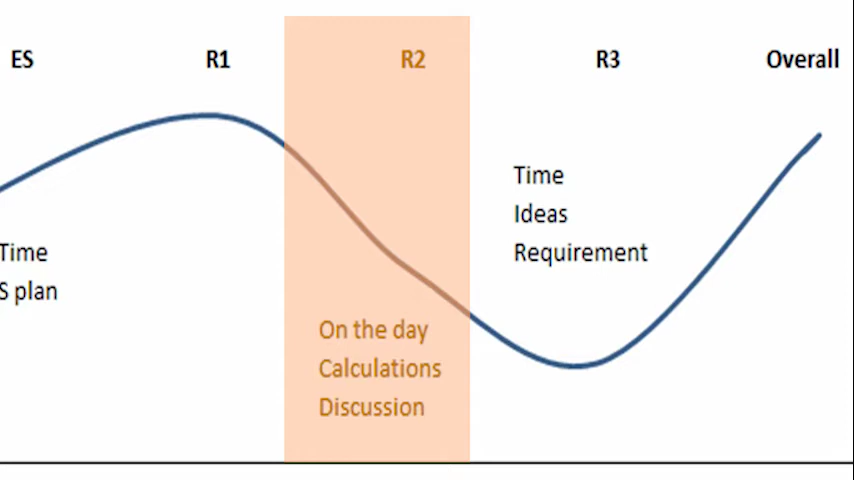 ES R1 R2 R3 Overall
Time
S plan
On the day
Calculations
Discussion
Time
Ideas
Requirement